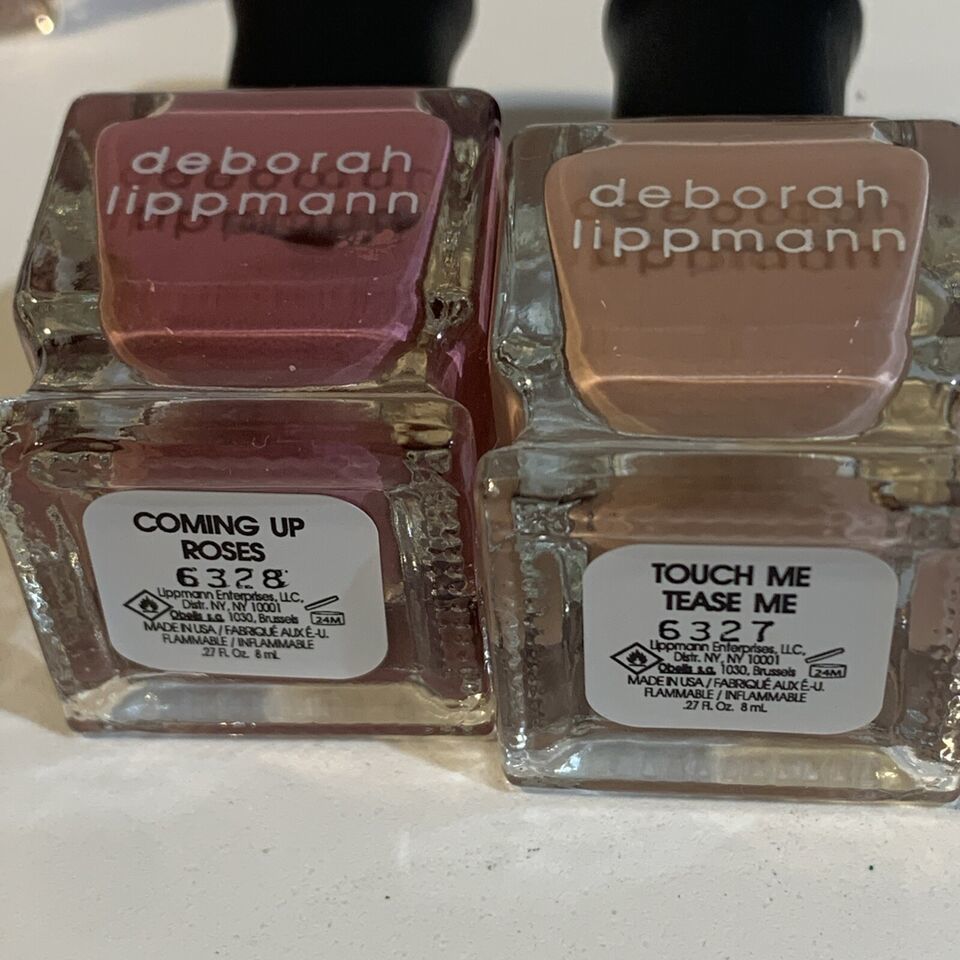 deborah
lippmann
COMING UP
ROSES
6328
Lippmann Enterprises, LLC,
Distr. NY, NY 10001
Obelis s.a. 1030, Brussels
24M
MADE IN USA / FABRIQUÉ AUX É.-U.
FLAMMABLE / INFLAMMABLE
.27 Fl. Oz. 8 mL
deborah
lippmann
TOUCH ME
TEASE ME
6327
Lippmann Enterprises, LLC,
Distr. NY, NY 10001
Obelis s.a. 1030, Brussels
24M
MADE IN USA / FABRIQUÉ AUX É.-U.
FLAMMABLE / INFLAMMABLE
.27 Fl. Oz. 8 mL